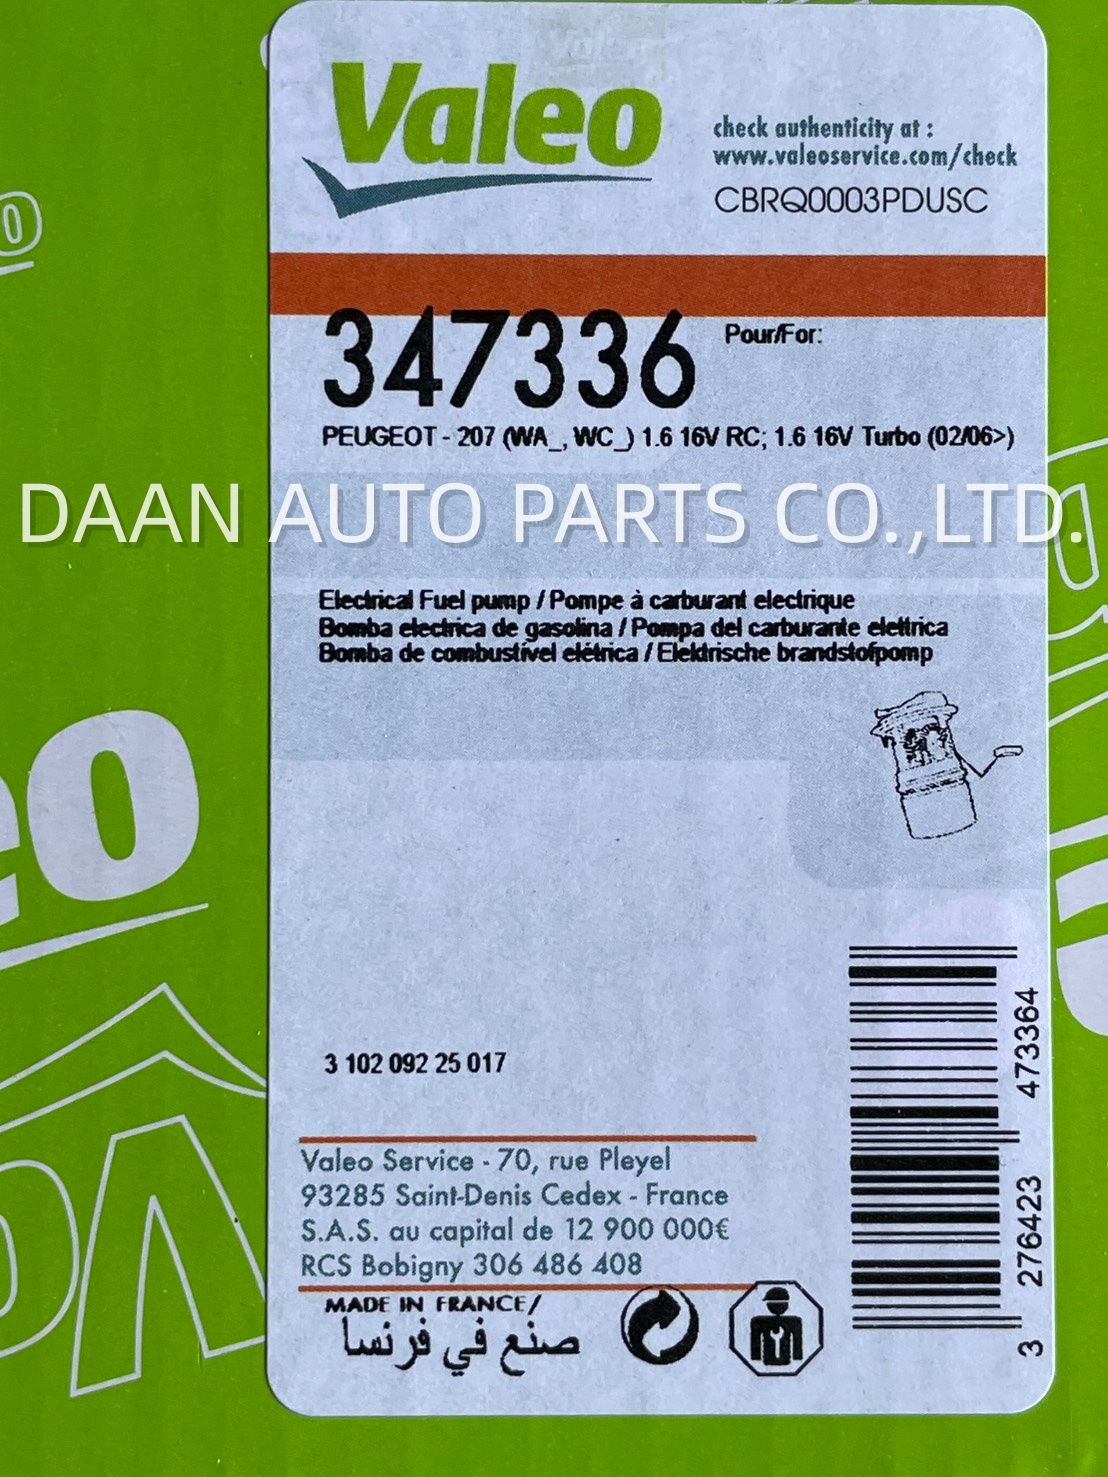 Valeo
check authenticity at :
www.valeoservice.com/check
CBRQ0003PDUSC
347336
Pour/For:
PEUGEOT - 207 (WA_, WC_) 1.6 16V RC; 1.6 16V Turbo (02/06>)
DAAN AUTO PARTS CO.,LTD.
Electrical Fuel pump / Pompe à carburant electrique
Bomba electrica de gasolina / Pompa del carburante elettrica
Bomba de combustível elétrica / Elektrische brandstofpomp
3 102 092 25 017
Valeo Service - 70, rue Pleyel
93285 Saint-Denis Cedex - France
S.A.S. au capital de 12 900 000€
RCS Bobigny 306 486 408
MADE IN FRANCE/
صنع في فرنسا
3 276423 473364